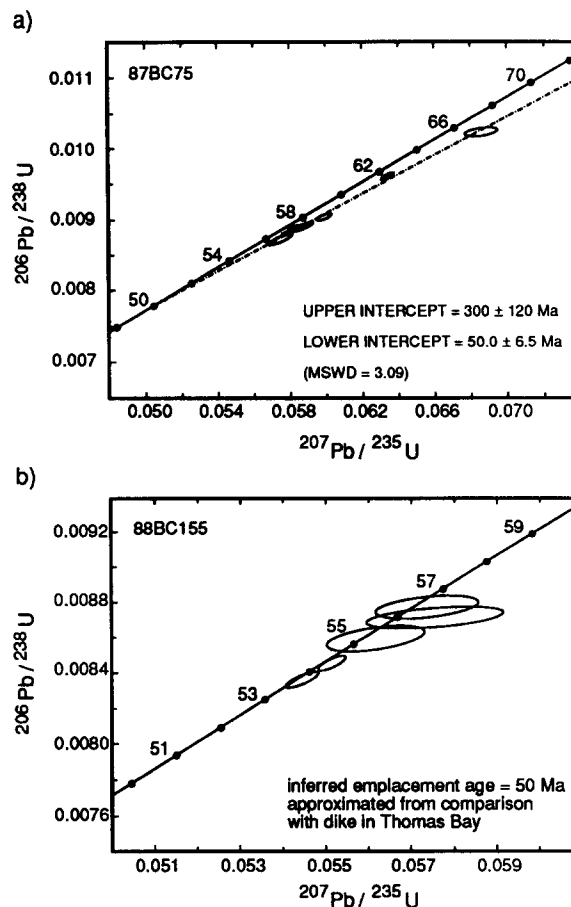 a)
87BC75
0.011
0.010
0.009
0.008
0.007
206Pb / 238U
50
54
58
62
66
70
UPPER INTERCEPT = 300 ± 120 Ma
LOWER INTERCEPT = 50.0 ± 6.5 Ma
(MSWD = 3.09)
0.050 0.054 0.058 0.062 0.066 0.070
207Pb / 235U
b)
88BC155
0.0092
0.0088
0.0084
0.0080
0.0076
206Pb / 238U
51
53
55
57
59
inferred emplacement age = 50 Ma
approximated from comparison
with dike in Thomas Bay
0.051 0.053 0.055 0.057 0.059
207Pb / 235U